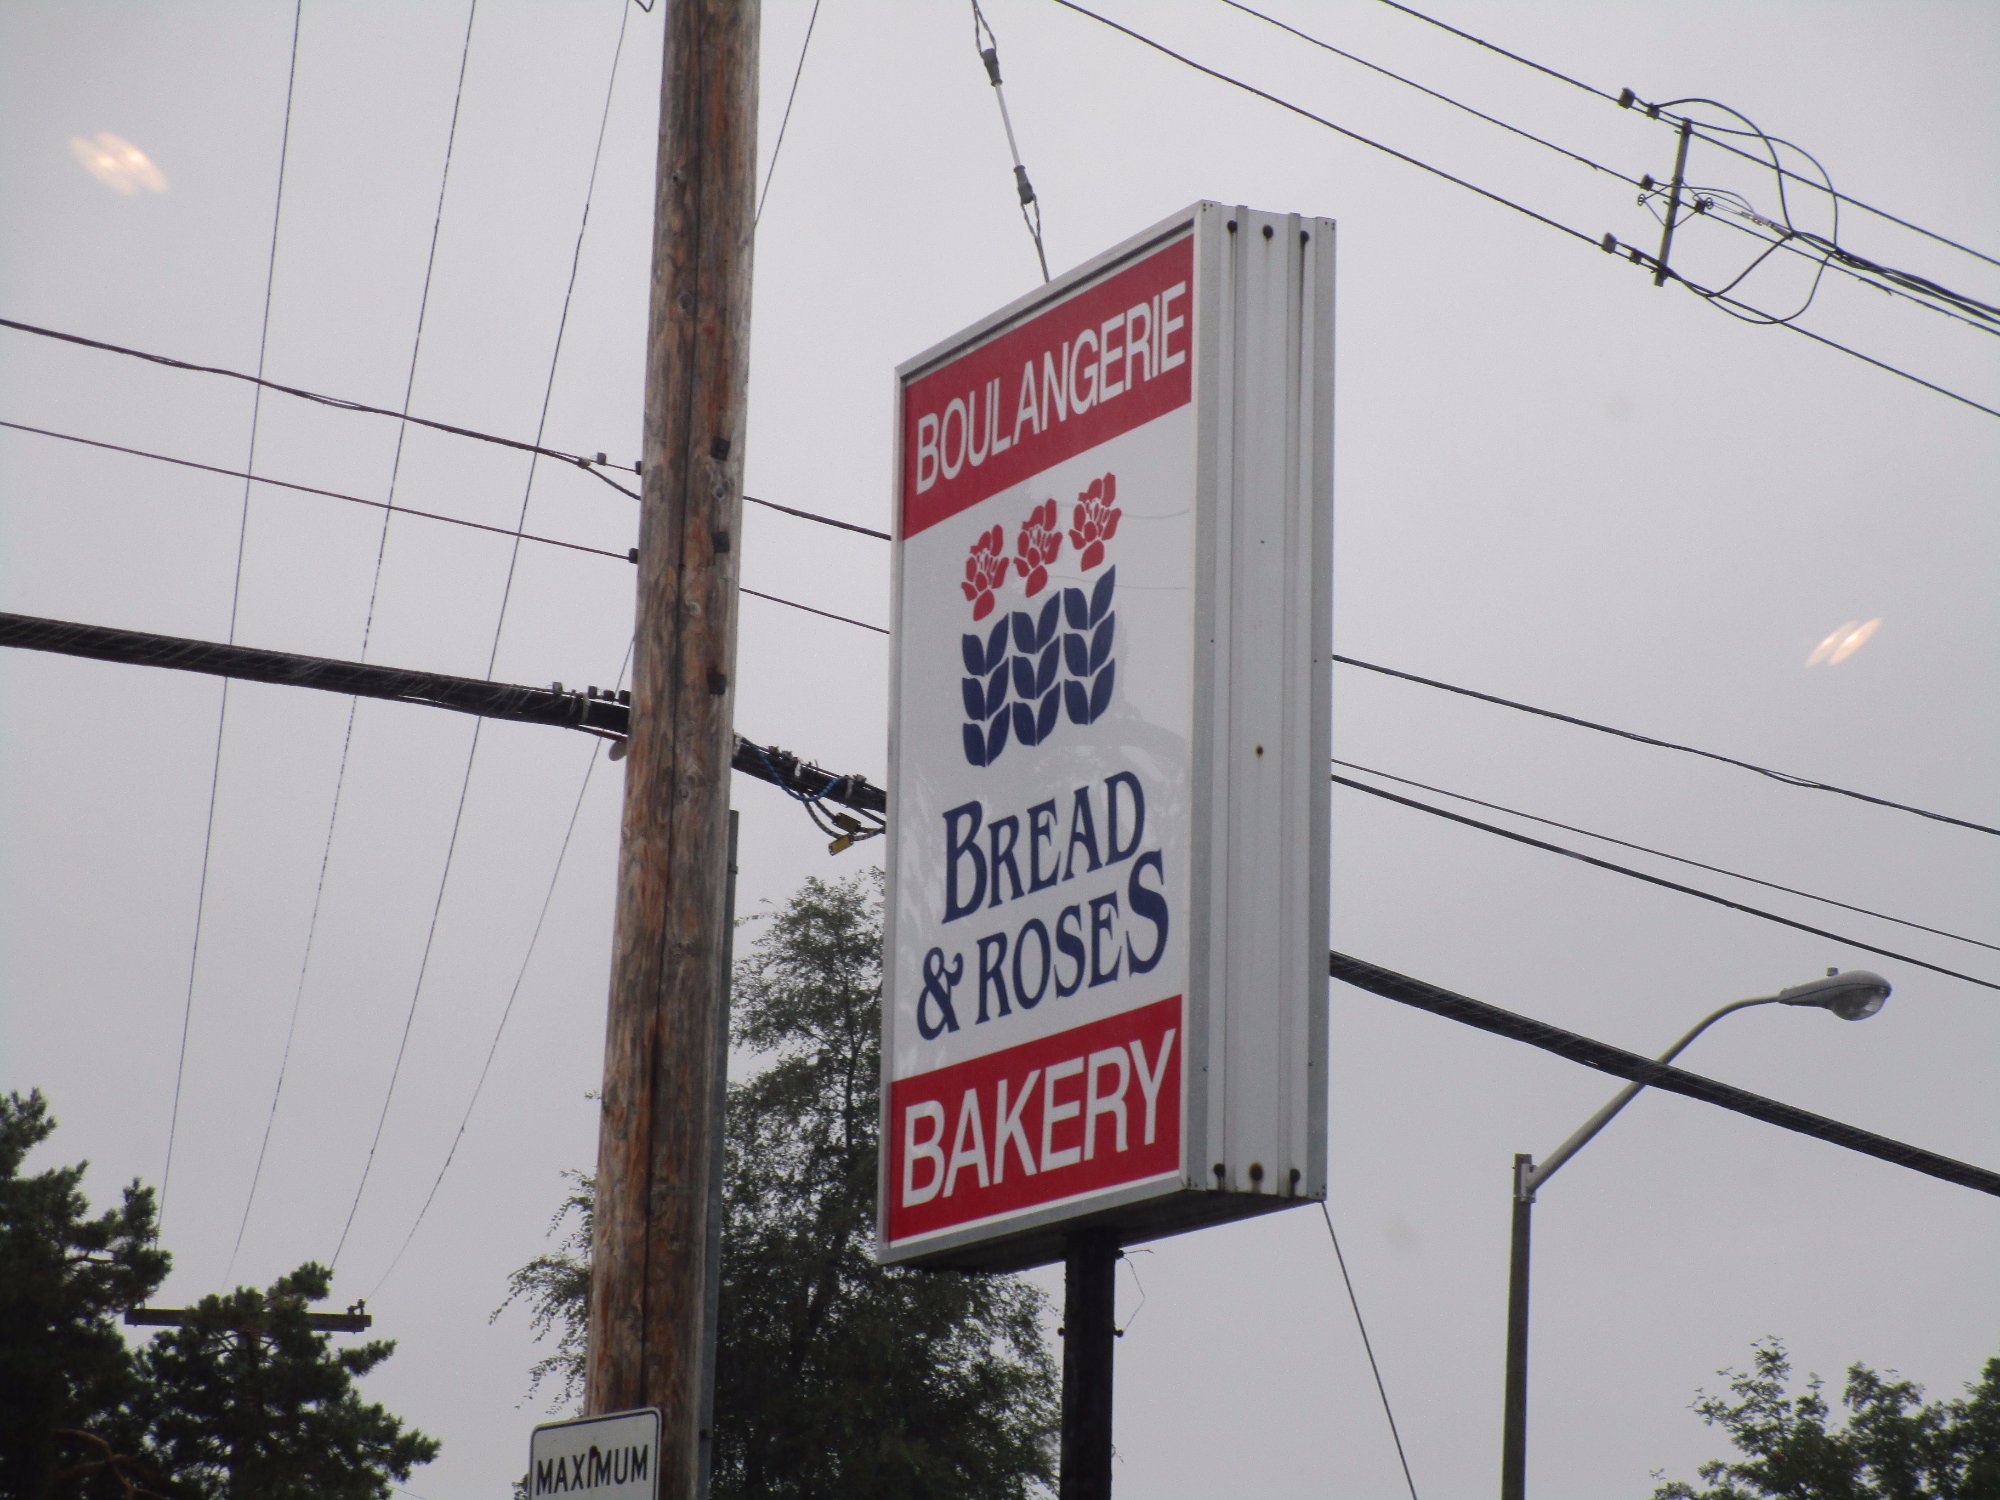 BOULANGERIE
BREAD
& ROSES
BAKERY
MAXIMUM